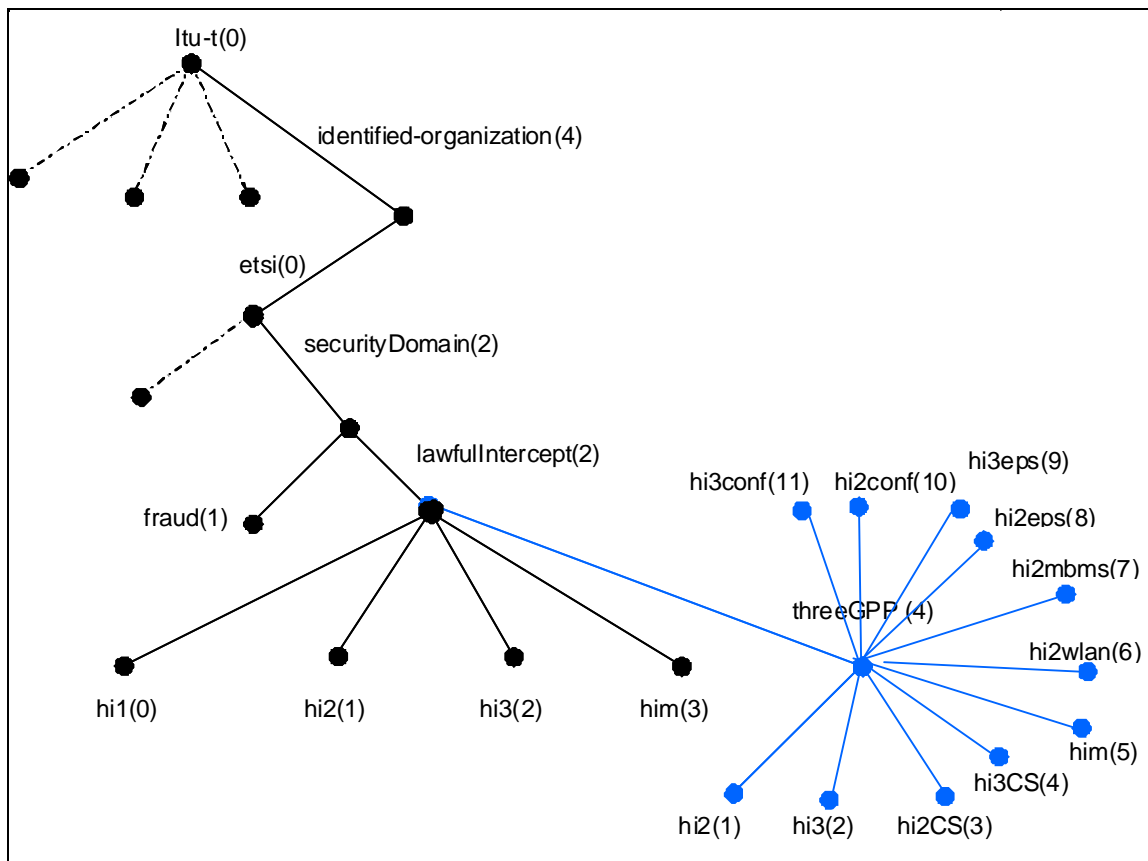 Itu-t(0)
identified-organization(4)
etsi(0)
securityDomain(2)
lawfulIntercept(2)
fraud(1)
hi3conf(11)
hi2conf(10)
hi3eps(9)
hi2eps(8)
hi2mbms(7)
threeGPP (4)
hi2wlan(6)
hi1(0)
hi2(1)
hi3(2)
him(3)
him(5)
hi3CS(4)
hi2(1)
hi3(2)
hi2CS(3)